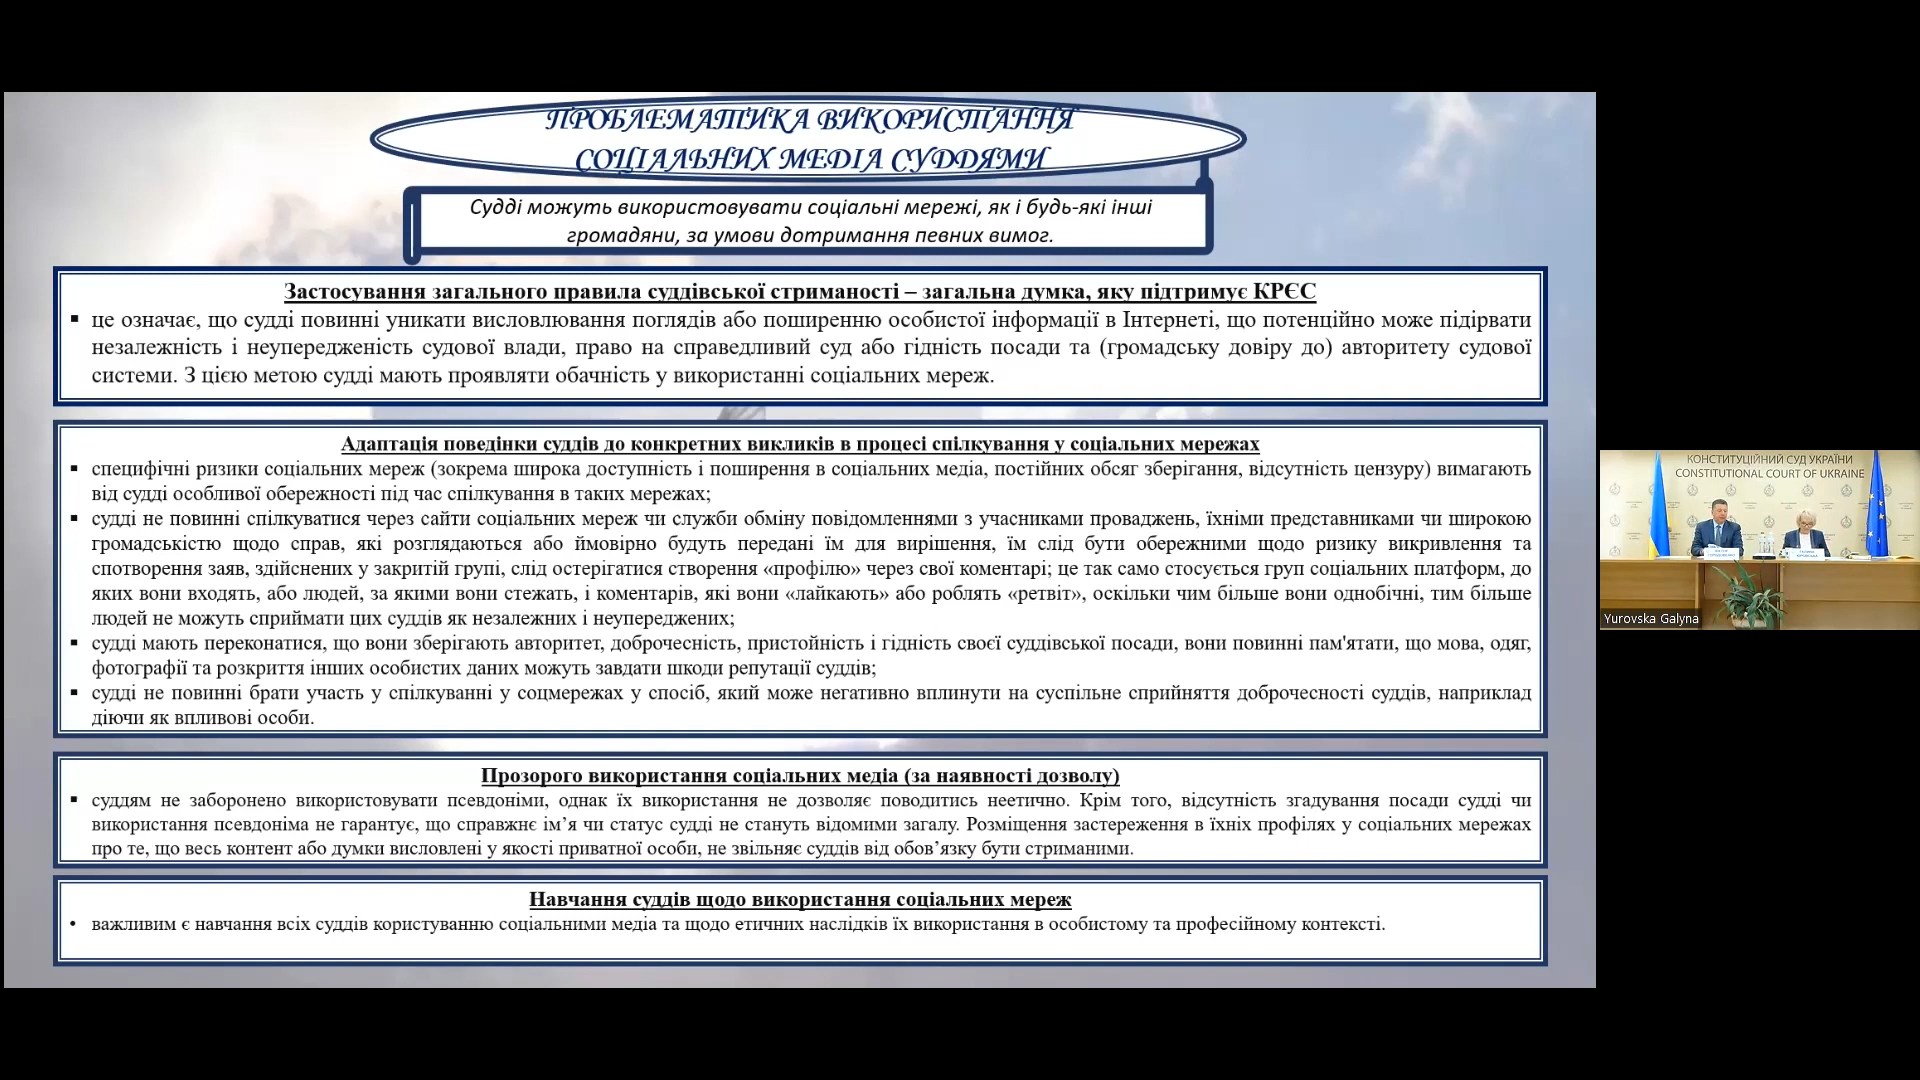 ПРОБЛЕМАТИКА ВИКОРИСТАННЯ
СОЦІАЛЬНИХ МЕДІА СУДДЯМИ
Судді можуть використовувати соціальні мережі, як і будь-які інші
громадяни, за умови дотримання певних вимог.
Застосування загального правила суддівської стриманості – загальна думка, яку підтримує КРЄС
▪ це означає, що судді повинні уникати висловлювання поглядів або поширенню особистої інформації в Інтернеті, що потенційно може підірвати
незалежність і неупередженість судової влади, право на справедливий суд або гідність посади та (громадську довіру до) авторитету судової
системи. З цією метою судді мають проявляти обачність у використанні соціальних мереж.
Адаптація поведінки суддів до конкретних викликів в процесі спілкування у соціальних мережах
▪ специфічні ризики соціальних мереж (зокрема широка доступність і поширення в соціальних медіа, постійних обсяг зберігання, відсутність цензуру) вимагають
від судді особливої обережності під час спілкування в таких мережах;
▪ судді не повинні спілкуватися через сайти соціальних мереж чи служби обміну повідомленнями з учасниками проваджень, їхніми представниками чи широкою
громадськістю щодо справ, які розглядаються або ймовірно будуть передані їм для вирішення, їм слід бути обережними щодо ризику викривлення та
спотворення заяв, здійснених у закритій групі, слід остерігатися створення «профілю» через свої коментарі; це так само стосується груп соціальних платформ, до
яких вони входять, або людей, за якими вони стежать, і коментарів, які вони «лайкають» або роблять «ретвіт», оскільки чим більше вони однобічні, тим більше
людей не можуть сприймати цих суддів як незалежних і неупереджених;
▪ судді мають переконатися, що вони зберігають авторитет, доброчесність, пристойність і гідність своєї суддівської посади, вони повинні пам'ятати, що мова, одяг,
фотографії та розкриття інших особистих даних можуть завдати шкоди репутації суддів;
▪ судді не повинні брати участь у спілкуванні у соцмережах у спосіб, який може негативно вплинути на суспільне сприйняття доброчесності суддів, наприклад
діючи як впливові особи.
Прозорого використання соціальних медіа (за наявності дозволу)
▪ суддям не заборонено використовувати псевдоніми, однак їх використання не дозволяє поводитись неетично. Крім того, відсутність згадування посади судді чи
використання псевдоніма не гарантує, що справжнє ім’я чи статус судді не стануть відомими загалу. Розміщення застереження в їхніх профілях у соціальних мережах
про те, що весь контент або думки висловлені у якості приватної особи, не звільняє суддів від обов’язку бути стриманими.
Навчання суддів щодо використання соціальних мереж
• важливим є навчання всіх суддів користуванню соціальними медіа та щодо етичних наслідків їх використання в особистому та професійному контексті.
КОНСТИТУЦІЙНИЙ СУД УКРАЇНИ
CONSTITUTIONAL COURT OF UKRAINE
Yurovska Galyna